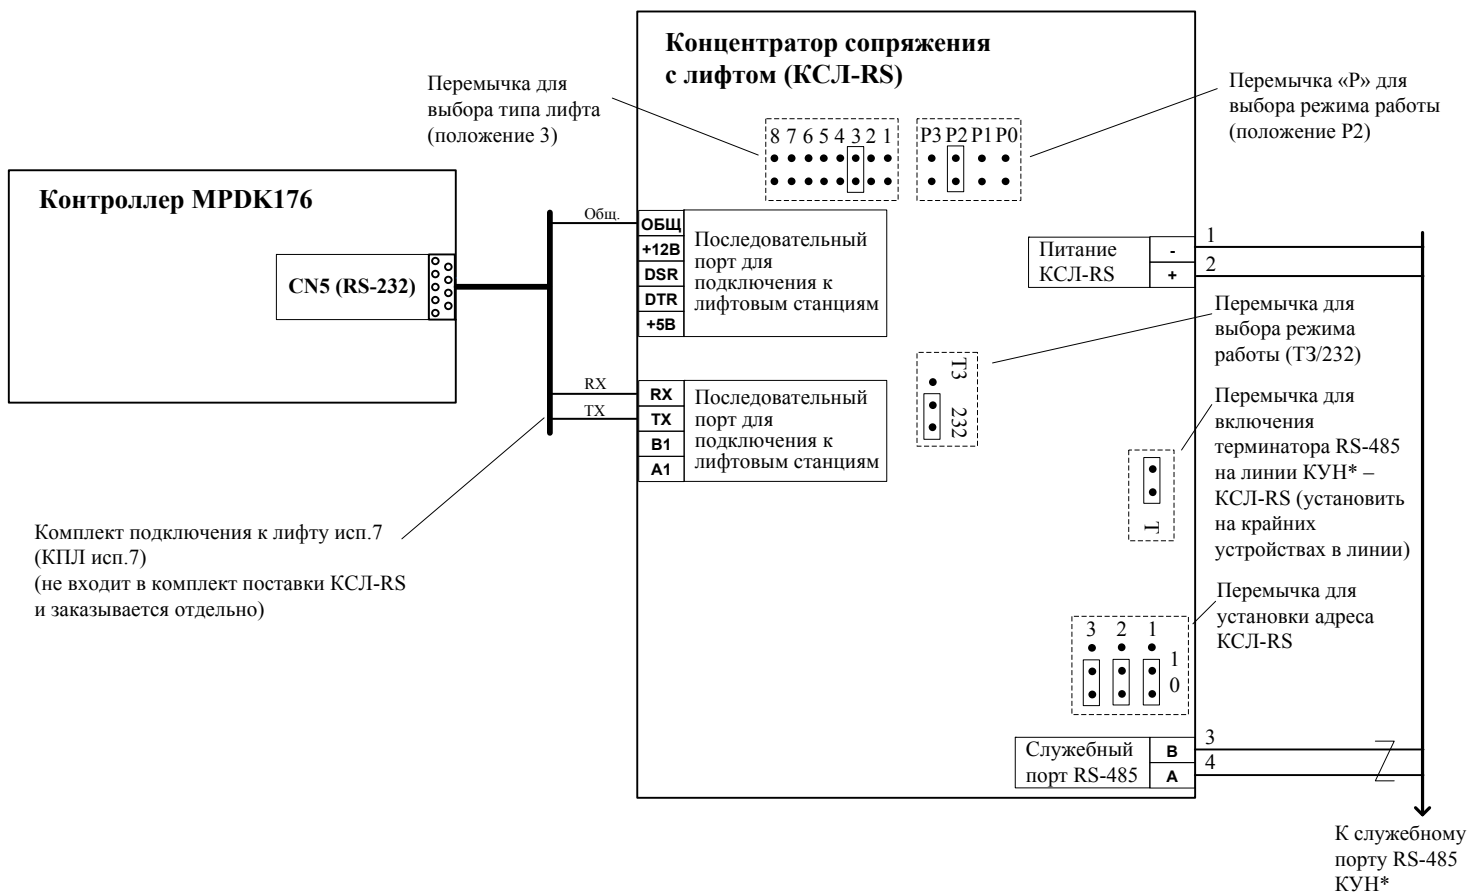 Концентратор сопряжения
с лифтом (КСЛ-RS)
Перемычка для
выбора типа лифта
(положение 3)
Перемычка «Р» для
выбора режима работы
(положение Р2)
8 7 6 5 4 3 2 1
P3 P2 P1 P0
Контроллер MPDK176
CN5 (RS-232)
Общ.
ОБЩ
+12В
DSR
DTR
+5В
Последовательный
порт для
подключения к
лифтовым станциям
Питание
КСЛ-RS
-
+
1
2
Перемычка для
выбора режима
работы (ТЗ/232)
ТЗ
232
RX
TX
RX
TX
B1
A1
Последовательный
порт для
подключения к
лифтовым станциям
Перемычка для
включения
терминатора RS-485
на линии КУН* –
КСЛ-RS (установить
на крайних
устройствах в линии)
Т
Комплект подключения к лифту исп.7
(КПЛ исп.7)
(не входит в комплект поставки КСЛ-RS
и заказывается отдельно)
Перемычка для
установки адреса
КСЛ-RS
3 2 1
1
0
Служебный
порт RS-485
B
A
3
4
К служебному
порту RS-485
КУН*